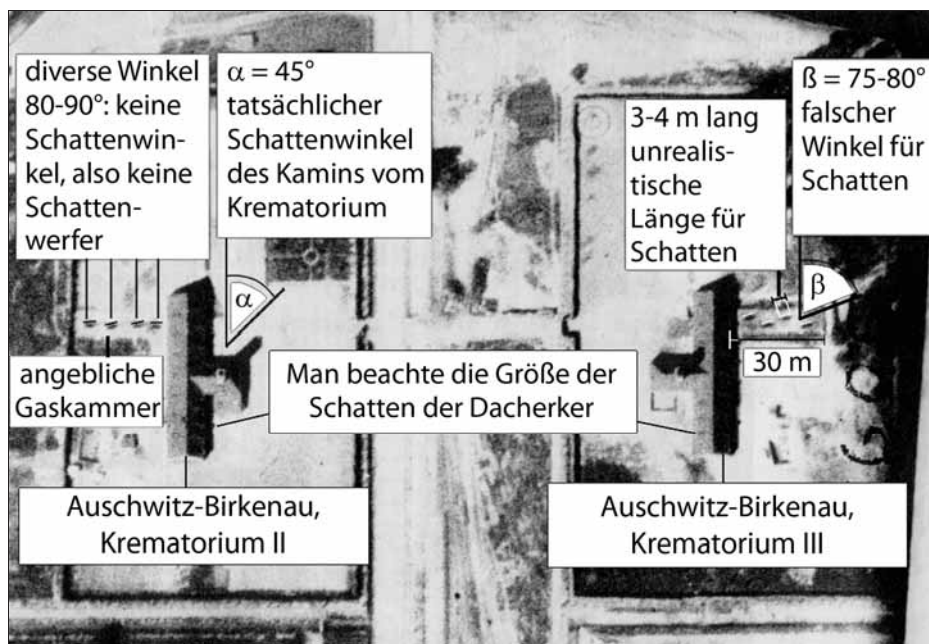 diverse Winkel
80-90°: keine
Schattenwin-
kel, also keine
Schatten-
werfer
α = 45°
tatsächlicher
Schattenwinkel
des Kamins vom
Krematorium
3-4 m lang
unrealis-
tische
Länge für
Schatten
ß = 75-80°
falscher
Winkel für
Schatten
α
β
30 m
angebliche
Gaskammer
Man beachte die Größe der
Schatten der Dacherker
Auschwitz-Birkenau,
Krematorium II
Auschwitz-Birkenau,
Krematorium III